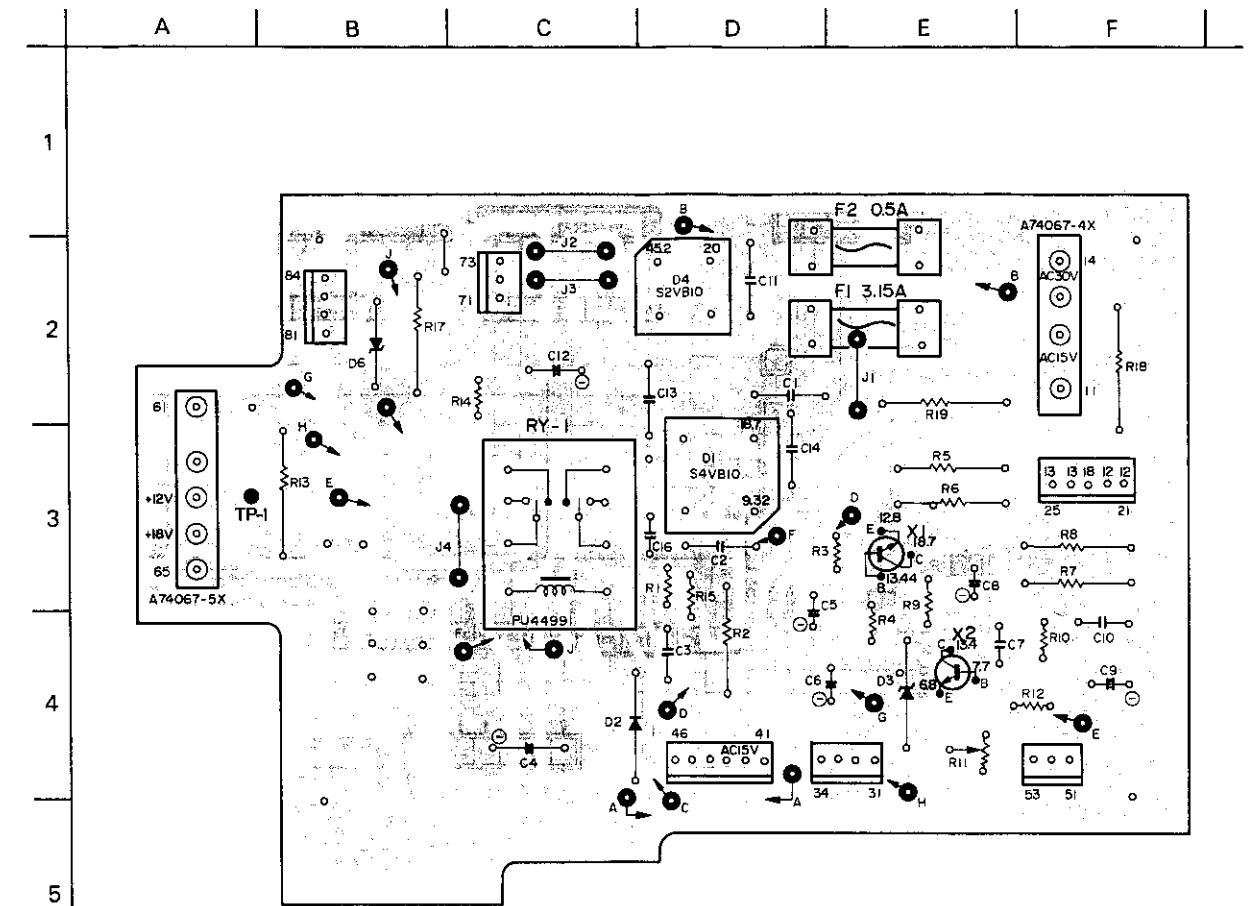 A B C D E F
1
F2 0.5A
B
A74067-4X
J
84
73
J2
45.2 20
D4
S2VB10
C11
14
AC30V
B
J3
71
F1 3.15A
2
81
R17
D6
C12
⊖
AC15V
J1
R18
G
R14
C13
C1
11
61
R19
H
RY-1
18.7
D1
S4VB10
C14
R5
R13
E
+12V
TP-1
9.32
R6
13 13 18 12 12
25 21
3
D
12.8
E
X1
18.7
+18V
J4
C16
C2
F
R3
C
R8
65
A74067-5X
B
13.44
R7
R1
R15
R9
C8
⊖
PU4499
C5
⊖
R4
R2
X2
C
13.4
C7
R10
C10
F
J
C3
C6
⊖
D3
7.7
B
6.8
E
C9
⊖
4
D
G
R12
E
D2
46 41
AC15V
⊖
C4
R11
34 31
53 51
A
C
A
H
5